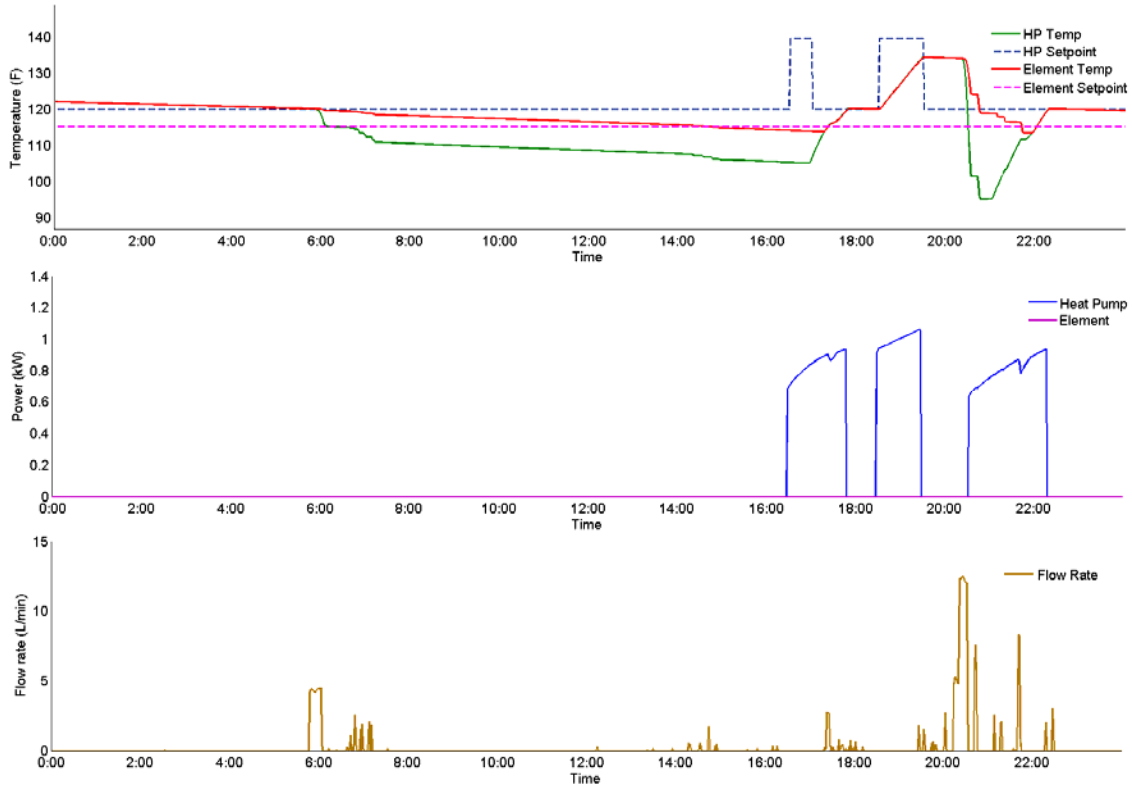 140
130
120
110
100
90
Temperature (F)
HP Temp
HP Setpoint
Element Temp
Element Setpoint
0:00 2:00 4:00 6:00 8:00 10:00 12:00 14:00 16:00 18:00 20:00 22:00
Time
1.4
1.2
1
0.8
0.6
0.4
0.2
0
Power (kW)
Heat Pump
Element
0:00 2:00 4:00 6:00 8:00 10:00 12:00 14:00 16:00 18:00 20:00 22:00
Time
15
10
5
0
Flow rate (L/min)
Flow Rate
0:00 2:00 4:00 6:00 8:00 10:00 12:00 14:00 16:00 18:00 20:00 22:00
Time